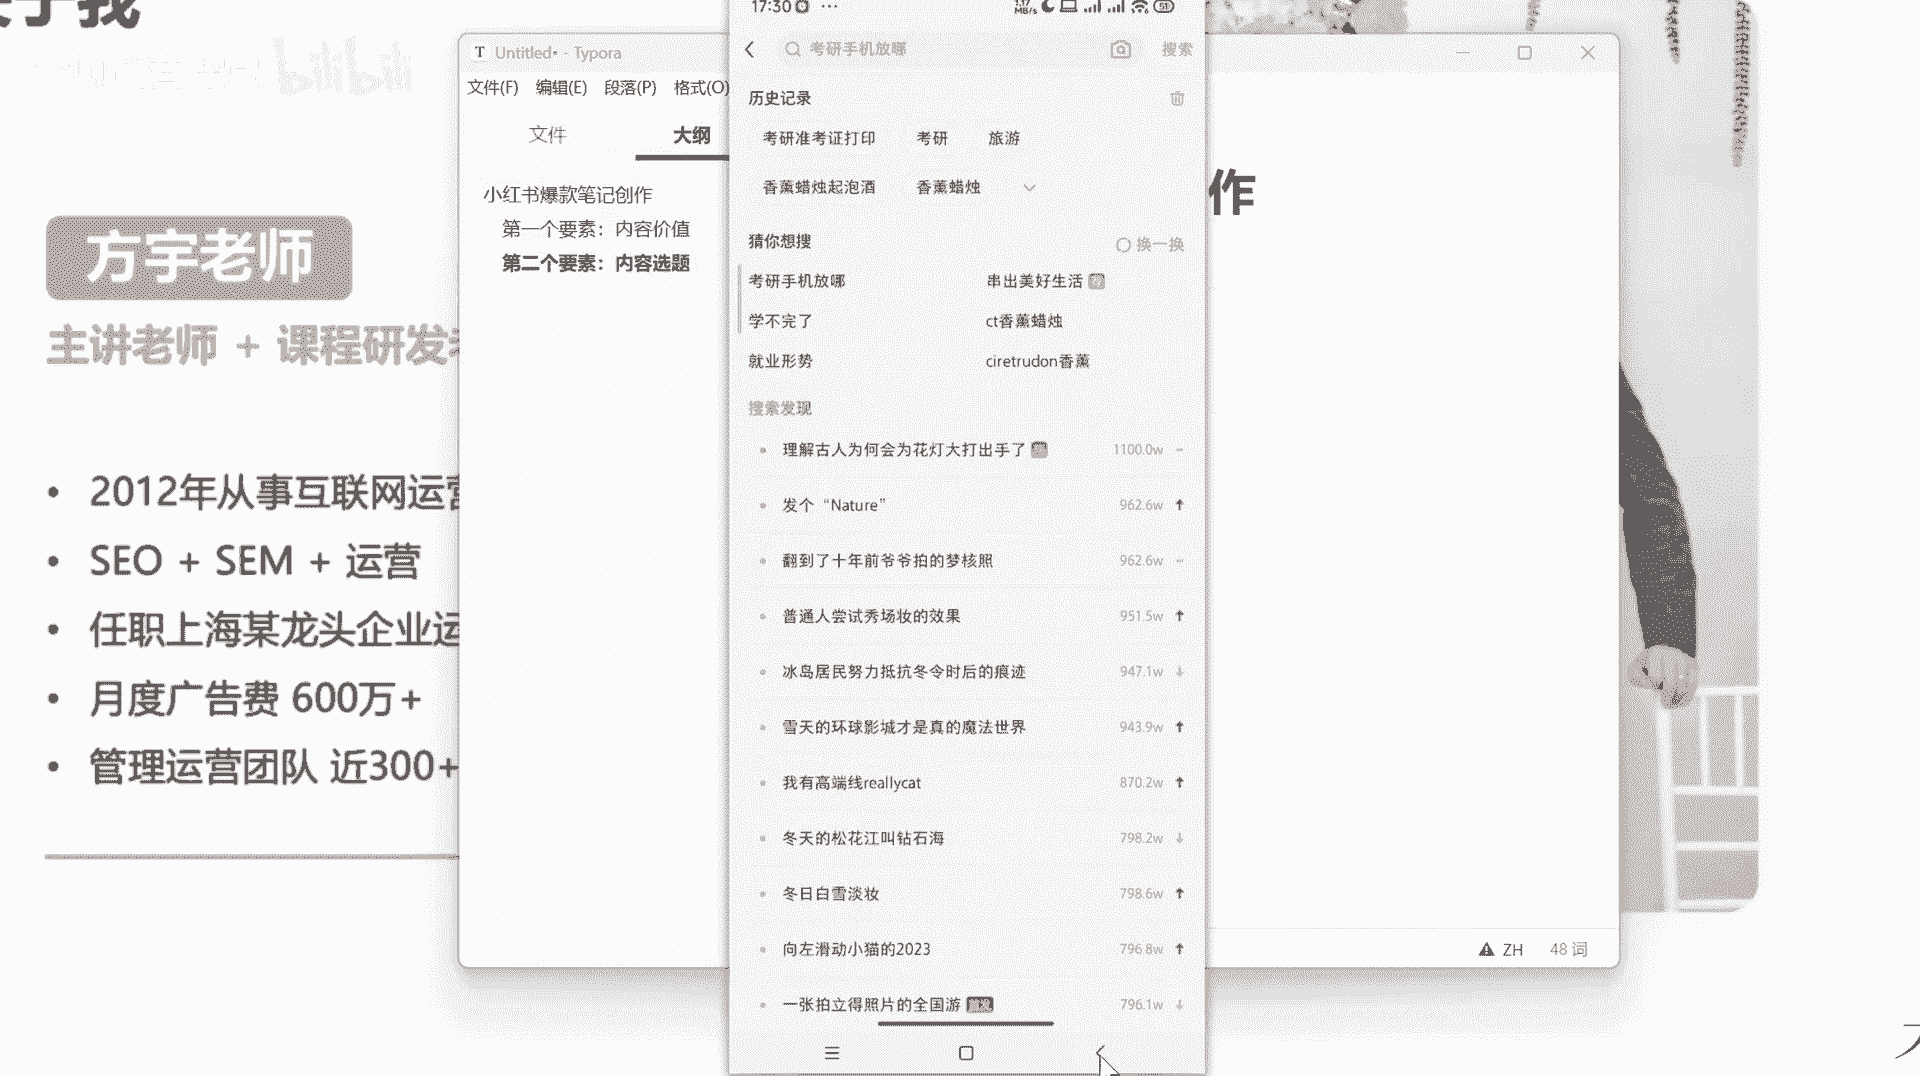 关于我
bilibili
方宇老师
主讲老师 + 课程研发
2012年从事互联网运营
SEO + SEM + 运营
任职上海某龙头企业运
月度广告费 600万+
管理运营团队 近300+
Untitled• - Typora
文件(F) 编辑(E) 段落(P) 格式(O)
文件 大纲
小红书爆款笔记创作
第一个要素：内容价值
第二个要素：内容选题
作
17:30 ···
MB/s
51
考研手机放哪 搜索
历史记录
考研准考证打印 考研 旅游
香薰蜡烛起泡酒 香薰蜡烛
猜你想搜 换一换
考研手机放哪 串出美好生活
学不完了 ct香薰蜡烛
就业形势 ciretrudon香薰
搜索发现
理解古人为何会为花灯大打出手了 1100.0w
发个“Nature” 962.6w
翻到了十年前爷爷拍的梦核照 962.6w
普通人尝试秀场妆的效果 951.5w
冰岛居民努力抵抗冬令时后的痕迹 947.1w
雪天的环球影城才是真的魔法世界 943.9w
我有高端线reallycat 870.2w
冬天的松花江叫钻石海 798.2w
冬日白雪淡妆 798.6w
向左滑动小猫的2023 796.8w
一张拍立得照片的全国游 796.1w
ZH 48 词